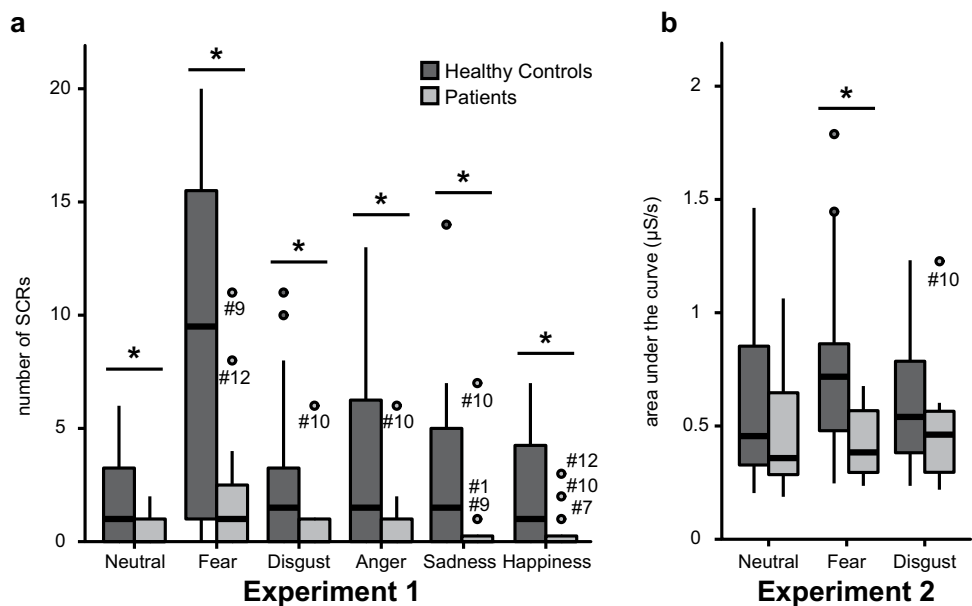 a
number of SCRs
20
15
10
5
0
Healthy Controls
Patients
*
*
*
*
*
*
#9
#12
#10
#10
#10
#1
#9
#12
#10
#7
Neutral Fear Disgust Anger Sadness Happiness
Experiment 1
b
area under the curve (µS/s)
2
1.5
1
0.5
0
*
#10
Neutral Fear Disgust
Experiment 2